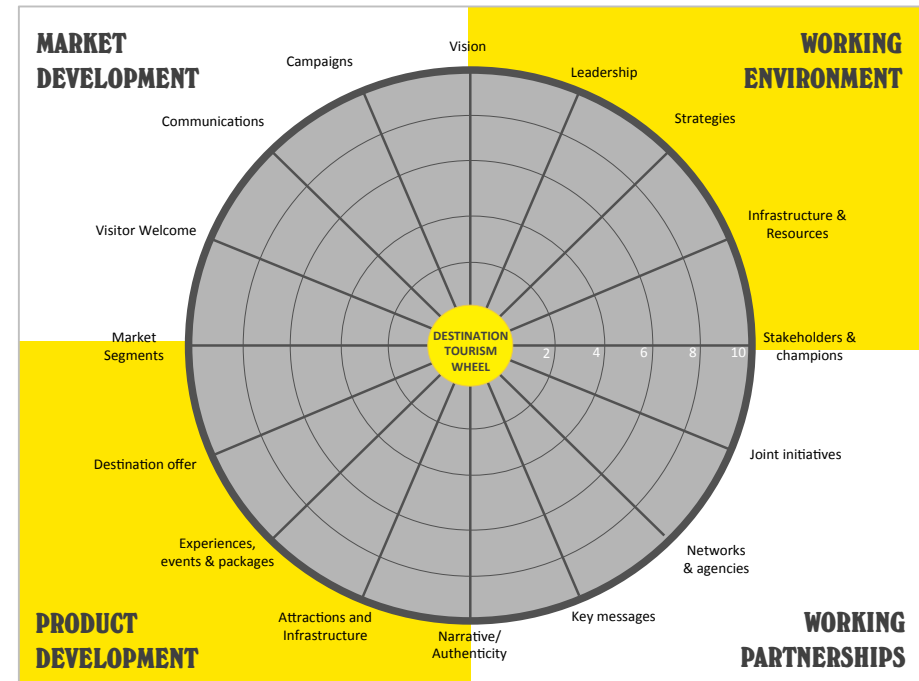 MARKET
DEVELOPMENT
WORKING
ENVIRONMENT
Vision
Campaigns
Leadership
Communications
Strategies
Visitor Welcome
Infrastructure &
Resources
Market
Segments
DESTINATION
TOURISM
WHEEL
2 4 6 8 10
Stakeholders &
champions
Destination offer
Joint initiatives
Experiences,
events & packages
Networks
& agencies
Attractions and
Infrastructure
Narrative/
Authenticity
Key messages
PRODUCT
DEVELOPMENT
WORKING
PARTNERSHIPS